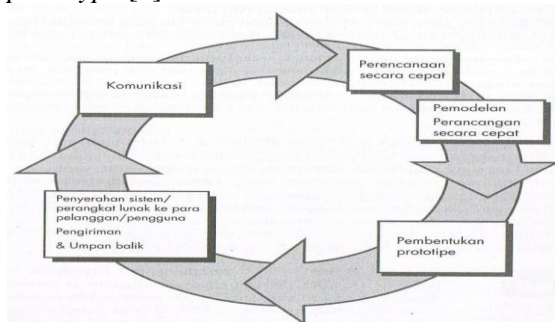 Komunikasi
Perencanaan
secara cepat
Pemodelan
Perancangan
secara cepat
Pembentukan
prototipe
Penyerahan sistem/
perangkat lunak ke para
pelanggan/pengguna
Pengiriman
& Umpan balik